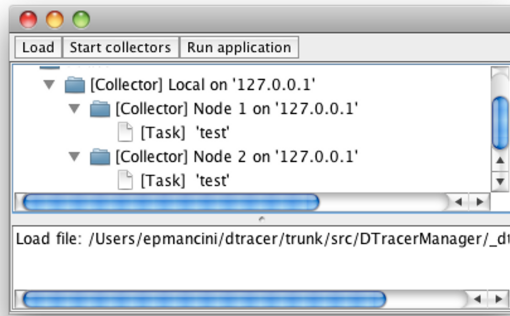 Load Start collectors Run application
[Collector] Local on '127.0.0.1'
[Collector] Node 1 on '127.0.0.1'
[Task] 'test'
[Collector] Node 2 on '127.0.0.1'
[Task] 'test'
Load file: /Users/epmancini/dtracer/trunk/src/DTracerManager/_dt